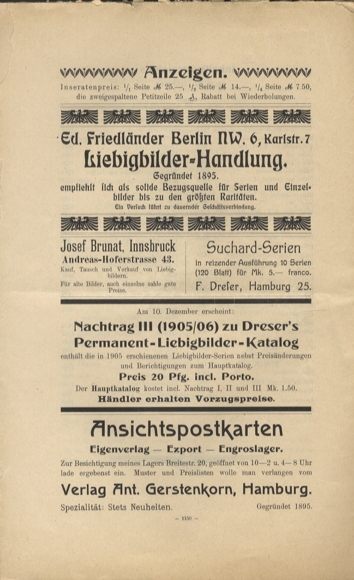 Anzeigen.
Inseratenpreis: 1/1 Seite ℳ 25.—, 1/2 Seite ℳ 14.—, 1/4 Seite ℳ 7.50,
die zweigespaltene Petitzeile 25 ₰, Rabatt bei Wiederholungen.
Ed. Friedländer Berlin NW. 6, Karlstr. 7
Liebigbilder-Handlung.
Gegründet 1895.
empfiehlt sich als solide Bezugsquelle für Serien und Einzel-
bilder bis zu den größten Raritäten.
Ein Versuch führt zu dauernder Geschäftsverbindung.
Josef Brunat, Innsbruck
Andreas-Hoferstrasse 43.
Kauf, Tausch und Verkauf von Liebig-
bildern.
Für alte Bilder, auch einzelne zahle gute
Preise.
Suchard-Serien
in reizender Ausführung 10 Serien
(120 Blatt) für Mk. 5.— franco.
F. Dreser, Hamburg 25.
Am 10. Dezember erscheint:
Nachtrag III (1905/06) zu Dreser's
Permanent-Liebigbilder-Katalog
enthält die in 1905 erschienenen Liebigbilder-Serien nebst Preisänderungen
und Berichtigungen zum Hauptkatalog.
Preis 20 Pfg. incl. Porto.
Der Hauptkatalog kostet incl. Nachtrag I, II und III Mk. 1.50.
Händler erhalten Vorzugspreise.
Ansichtspostkarten
Eigenverlag — Export — Engroslager.
Zur Besichtigung meines Lagers Breitestr. 20, geöffnet von 10—2 u. 4—8 Uhr
lade ergebenst ein. Muster und Preislisten wolle man verlangen vom
Verlag Ant. Gerstenkorn, Hamburg.
Spezialität: Stets Neuheiten. Gegründet 1895.